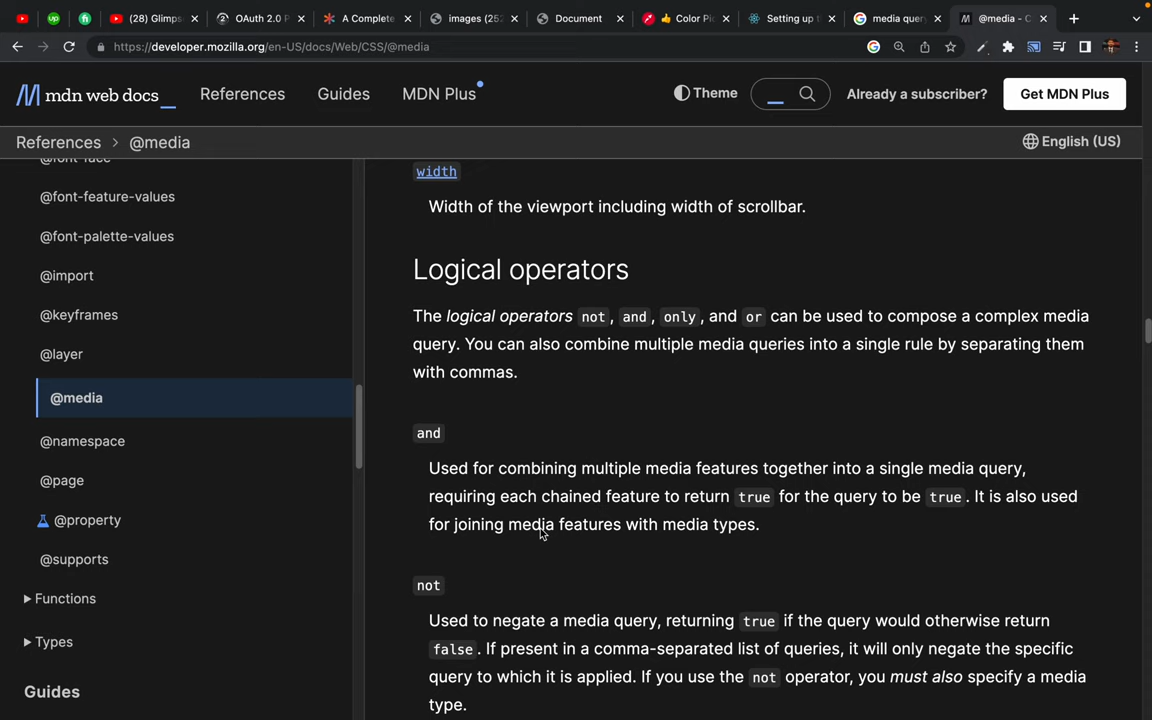 (28) Glimps
OAuth 2.0 P
A Complete
images (252
Document
Color Pi
Setting up t
media quer
@media - C
https://developer.mozilla.org/en-US/docs/Web/CSS/@media
mdn web docs_
References
Guides
MDN Plus
Theme
Already a subscriber?
Get MDN Plus
References > @media
English (US)
@font-face
@font-feature-values
@font-palette-values
@import
@keyframes
@layer
@media
@namespace
@page
@property
@supports
Functions
Types
Guides
width
Width of the viewport including width of scrollbar.
Logical operators
The logical operators not, and, only, and or can be used to compose a complex media
query. You can also combine multiple media queries into a single rule by separating them
with commas.
and
Used for combining multiple media features together into a single media query,
requiring each chained feature to return true for the query to be true. It is also used
for joining media features with media types.
not
Used to negate a media query, returning true if the query would otherwise return
false. If present in a comma-separated list of queries, it will only negate the specific
query to which it is applied. If you use the not operator, you must also specify a media
type.